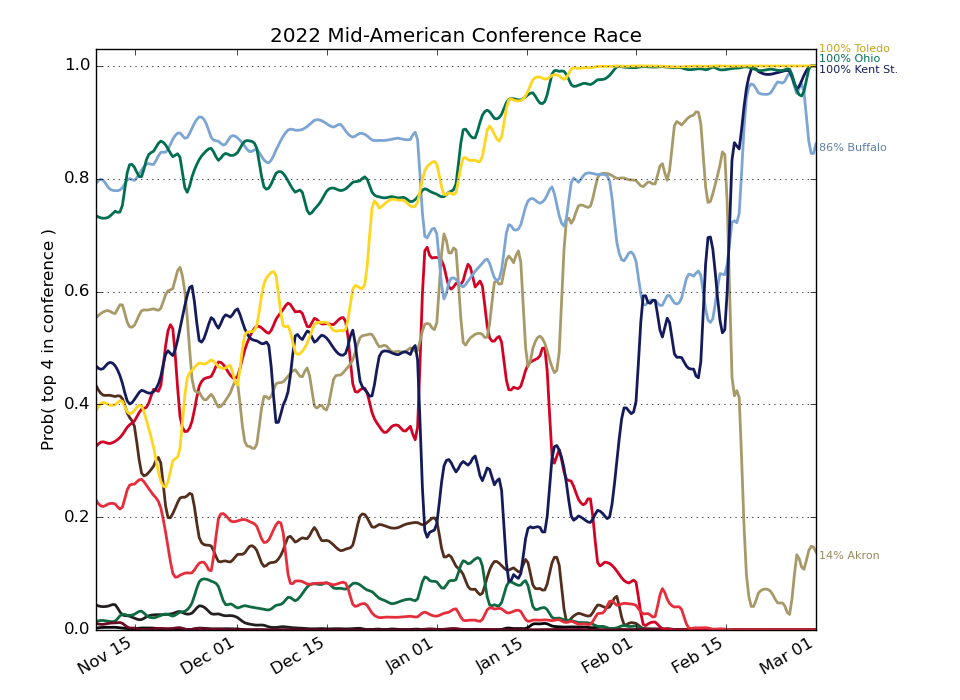 2022 Mid-American Conference Race
Prob( top 4 in conference )
1.0
0.8
0.6
0.4
0.2
0.0
Nov 15
Dec 01
Dec 15
Jan 01
Jan 15
Feb 01
Feb 15
Mar 01
100% Toledo
100% Ohio
100% Kent St.
86% Buffalo
14% Akron